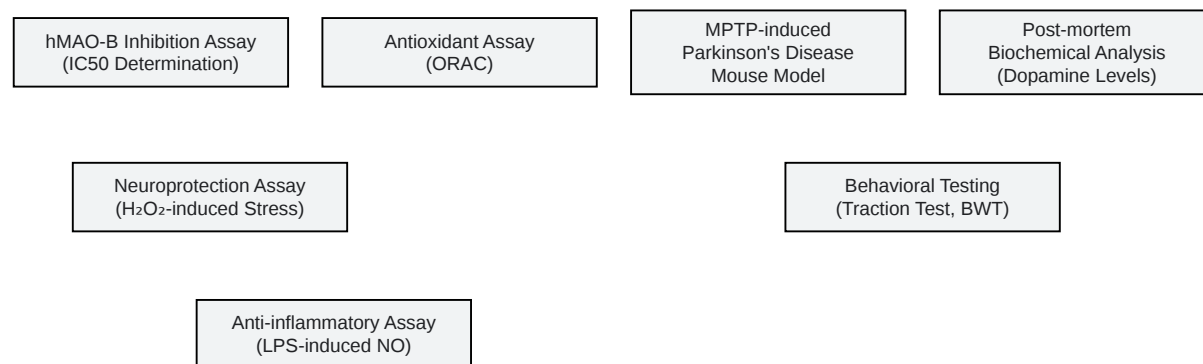 hMAO-B Inhibition Assay
(IC50 Determination)
Antioxidant Assay
(ORAC)
MPTP-induced
Parkinson's Disease
Mouse Model
Post-mortem
Biochemical Analysis
(Dopamine Levels)
Neuroprotection Assay
(H₂O₂-induced Stress)
Behavioral Testing
(Traction Test, BWT)
Anti-inflammatory Assay
(LPS-induced NO)